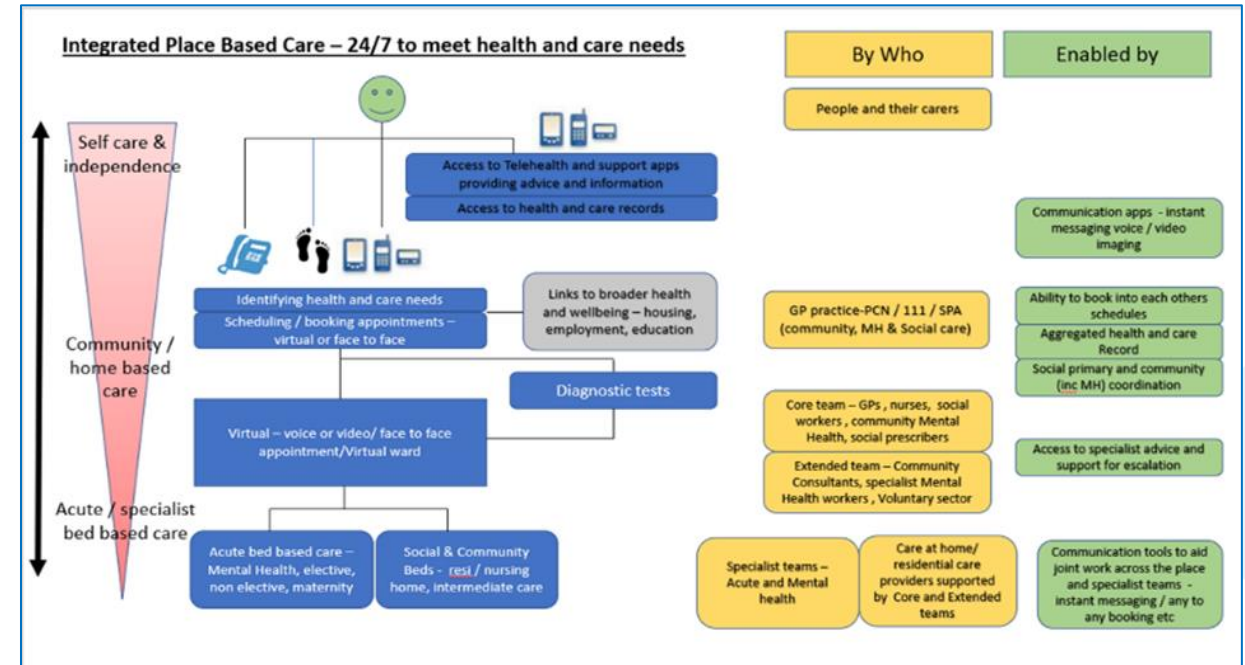 Integrated Place Based Care – 24/7 to meet health and care needs
By Who
Enabled by
People and their carers
Self care &
independence
Access to Telehealth and support apps
providing advice and information
Access to health and care records
Communication apps - instant
messaging voice / video
imaging
Identifying health and care needs
Scheduling / booking appointments –
virtual or face to face
Links to broader health
and wellbeing – housing,
employment, education
GP practice-PCN / 111 / SPA
(community, MH & Social care)
Ability to book into each others
schedules
Aggregated health and care
Record
Social primary and community
(inc MH) coordination
Community /
home based
care
Diagnostic tests
Virtual – voice or video/ face to face
appointment/Virtual ward
Core team – GPs , nurses, social
workers , community Mental
Health, social prescribers
Extended team – Community
Consultants, specialist Mental
Health workers , Voluntary sector
Access to specialist advice and
support for escalation
Acute / specialist
bed based care
Acute bed based care –
Mental Health, elective,
non elective, maternity
Social & Community
Beds - resi / nursing
home, intermediate care
Specialist teams –
Acute and Mental
health
Care at home/
residential care
providers supported
by Core and Extended
teams
Communication tools to aid
joint work across the place
and specialist teams -
instant messaging / any to
any booking etc